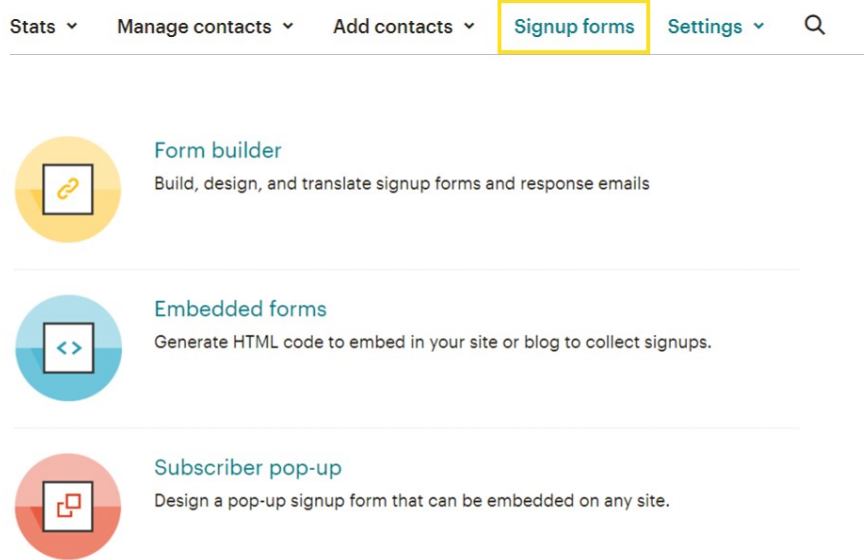 Stats Manage contacts Add contacts Signup forms Settings
Form builder
Build, design, and translate signup forms and response emails
Embedded forms
Generate HTML code to embed in your site or blog to collect signups.
Subscriber pop-up
Design a pop-up signup form that can be embedded on any site.